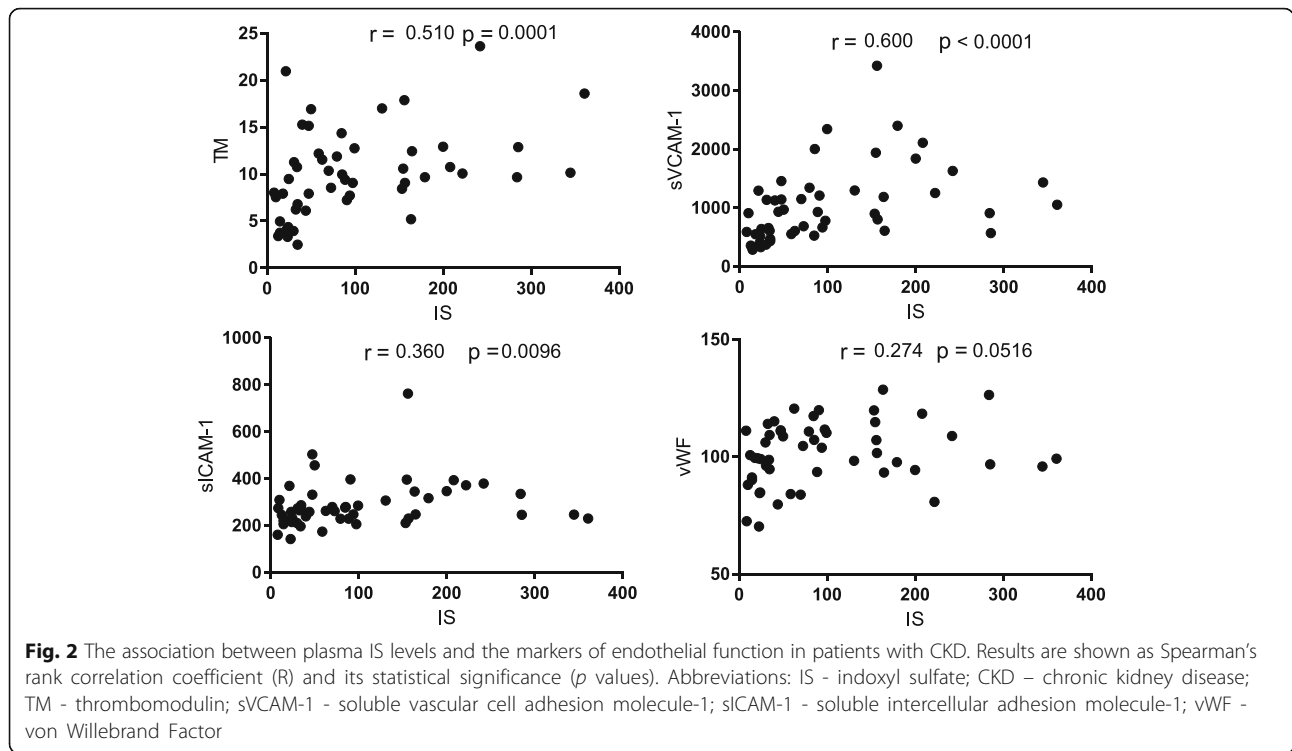 r = 0.510 p = 0.0001
TM
25
20
15
10
5
0
0 100 200 300 400
IS
r = 0.600 p < 0.0001
sVCAM-1
4000
3000
2000
1000
0
0 100 200 300 400
IS
r = 0.360 p =0.0096
sICAM-1
1000
800
600
400
200
0
0 100 200 300 400
IS
r = 0.274 p = 0.0516
vWF
150
100
50
0 100 200 300 400
IS
Fig. 2 The association between plasma IS levels and the markers of endothelial function in patients with CKD. Results are shown as Spearman's
rank correlation coefficient (R) and its statistical significance (p values). Abbreviations: IS - indoxyl sulfate; CKD – chronic kidney disease;
TM - thrombomodulin; sVCAM-1 - soluble vascular cell adhesion molecule-1; sICAM-1 - soluble intercellular adhesion molecule-1; vWF -
von Willebrand Factor